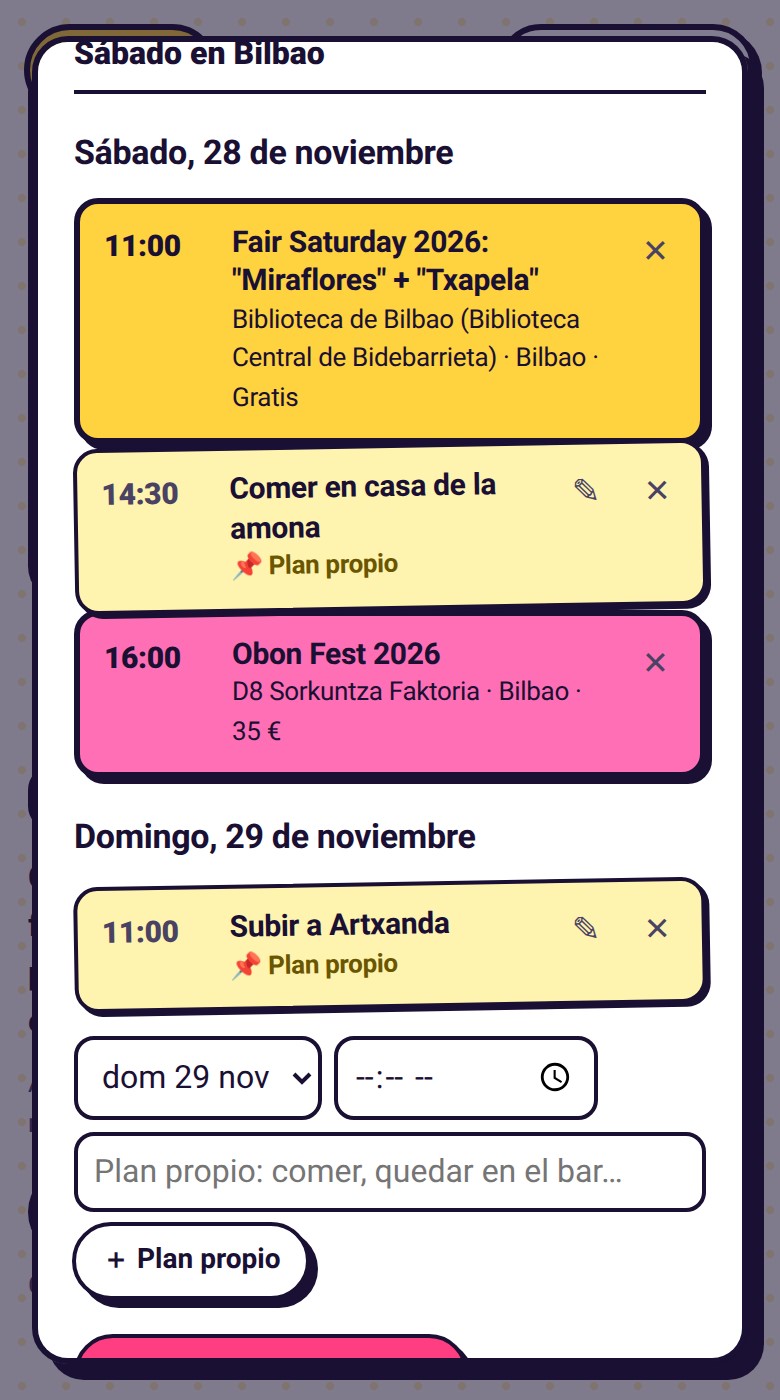 Sábado en Bilbao
Sábado, 28 de noviembre
11:00
Fair Saturday 2026:
"Miraflores" + "Txapela"
Biblioteca de Bilbao (Biblioteca
Central de Bidebarrieta) · Bilbao ·
Gratis
14:30
Comer en casa de la
amona
📌 Plan propio
16:00
Obon Fest 2026
D8 Sorkuntza Faktoria · Bilbao ·
35 €
Domingo, 29 de noviembre
11:00
Subir a Artxanda
📌 Plan propio
dom 29 nov
--:-- --
Plan propio: comer, quedar en el bar...
+ Plan propio